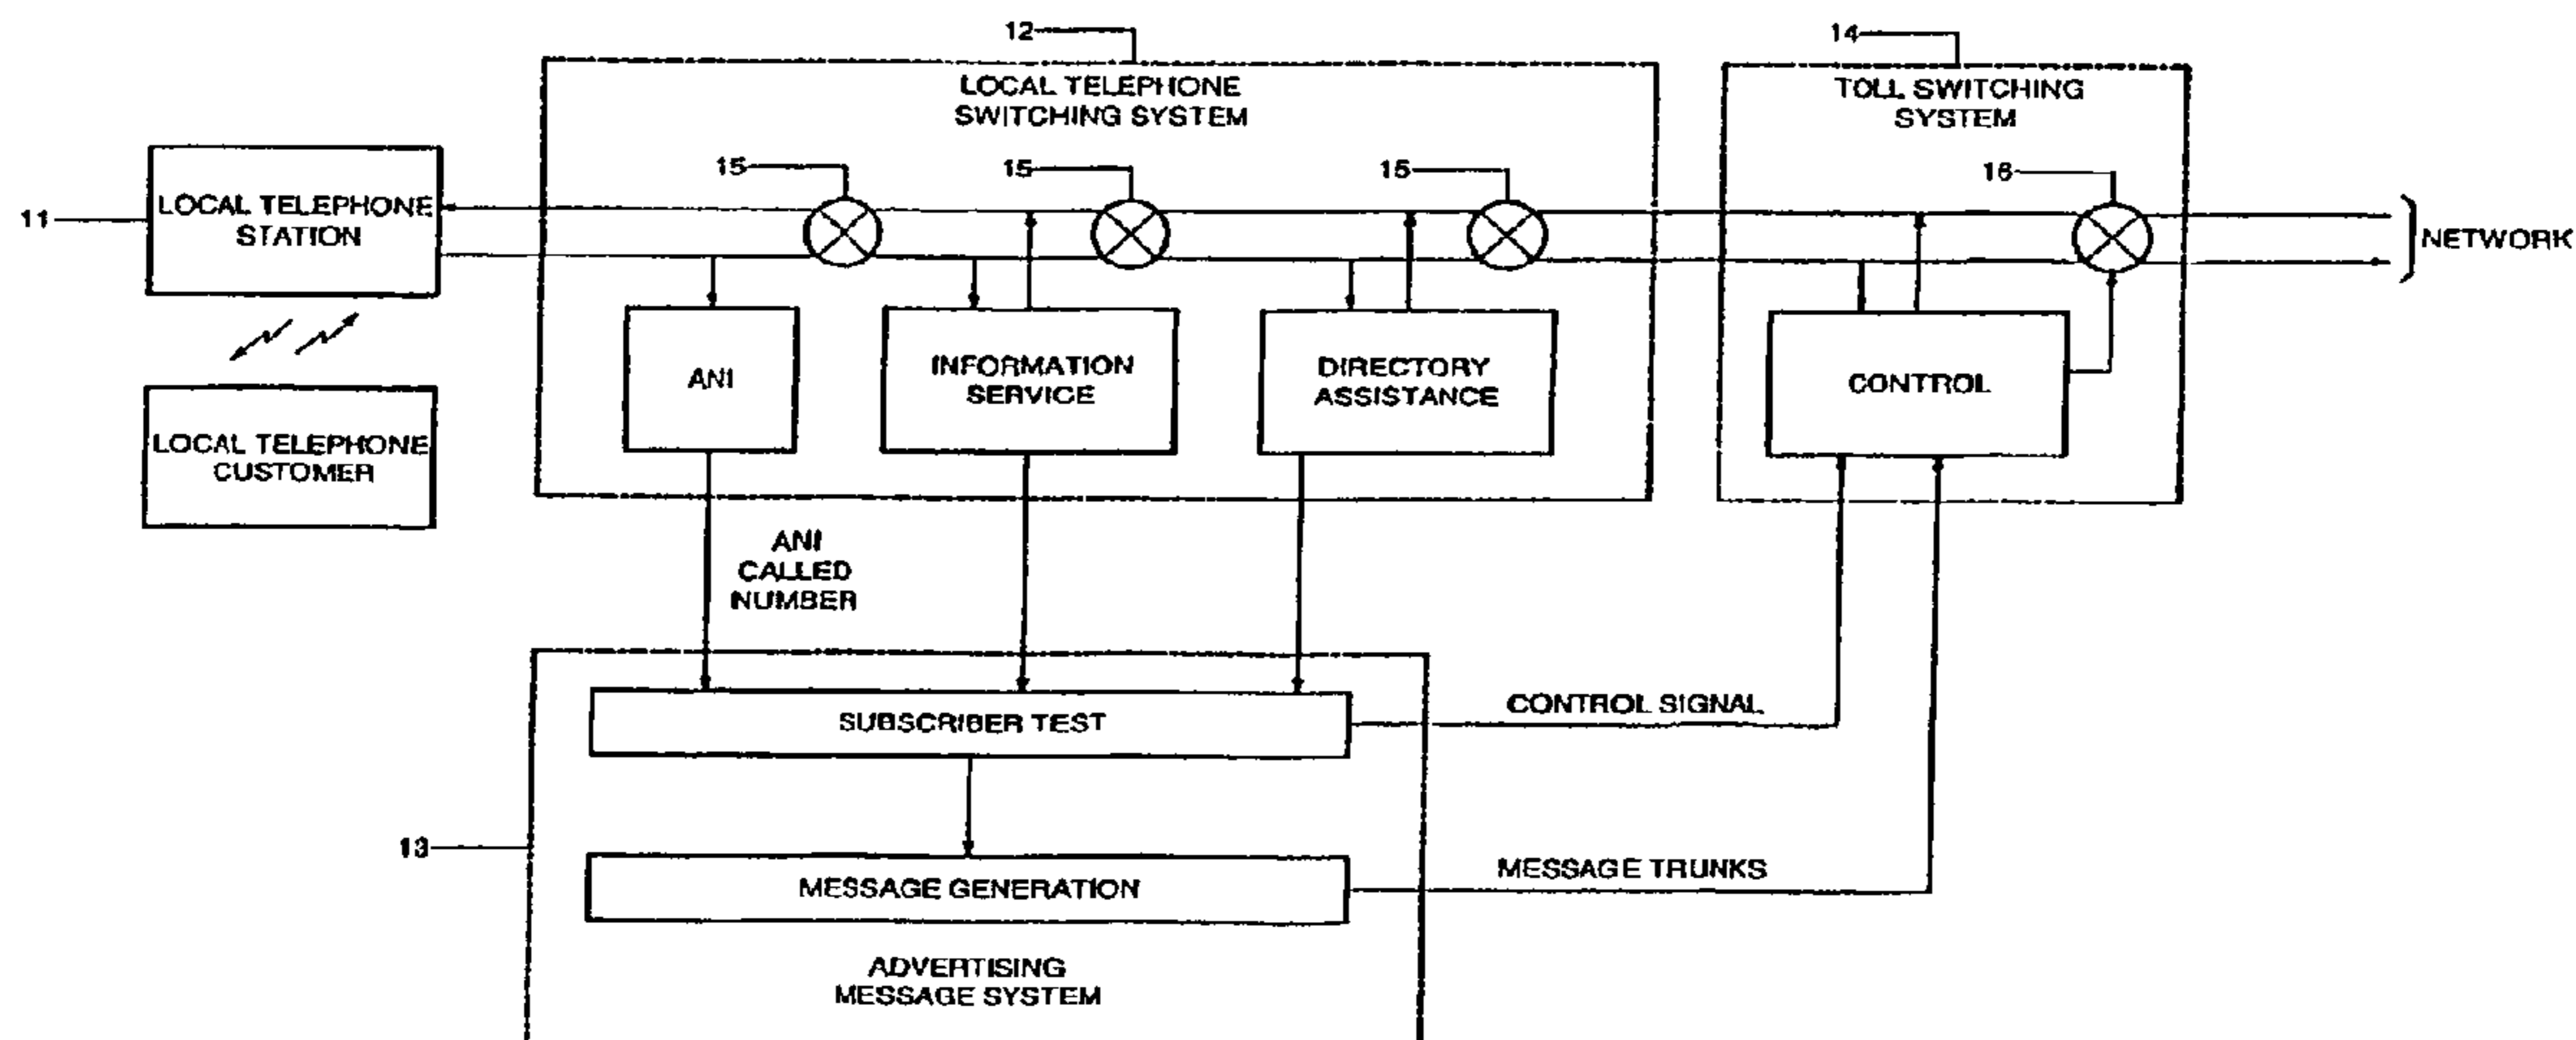 12
14
LOCAL TELEPHONE
SWITCHING SYSTEM
TOLL SWITCHING
SYSTEM
15
15
15
16
11
LOCAL TELEPHONE
STATION
NETWORK
ANI
INFORMATION
SERVICE
DIRECTORY
ASSISTANCE
CONTROL
LOCAL TELEPHONE
CUSTOMER
ANI
CALLED
NUMBER
SUBSCRIBER TEST
CONTROL SIGNAL
13
MESSAGE GENERATION
MESSAGE TRUNKS
ADVERTISING
MESSAGE SYSTEM